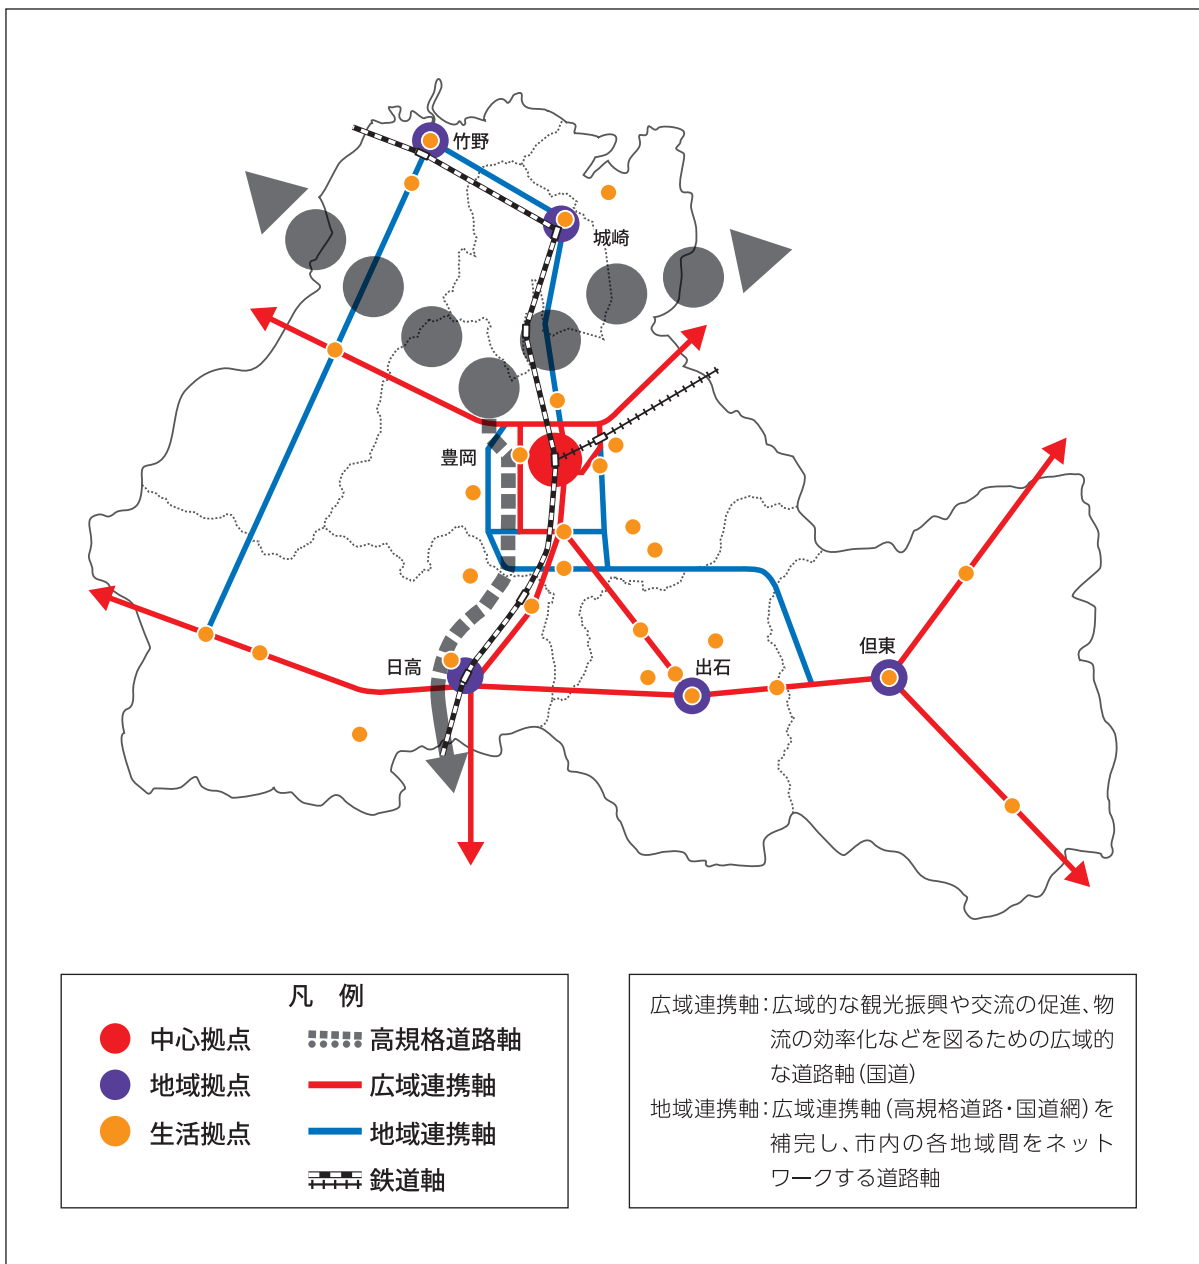 竹野
城崎
豊岡
日高
出石
但東
凡 例
中心拠点
地域拠点
生活拠点
高規格道路軸
広域連携軸
地域連携軸
鉄道軸
広域連携軸：広域的な観光振興や交流の促進、物
流の効率化などを図るための広域的
な道路軸（国道）
地域連携軸：広域連携軸（高規格道路・国道網）を
補完し、市内の各地域間をネット
ワークする道路軸